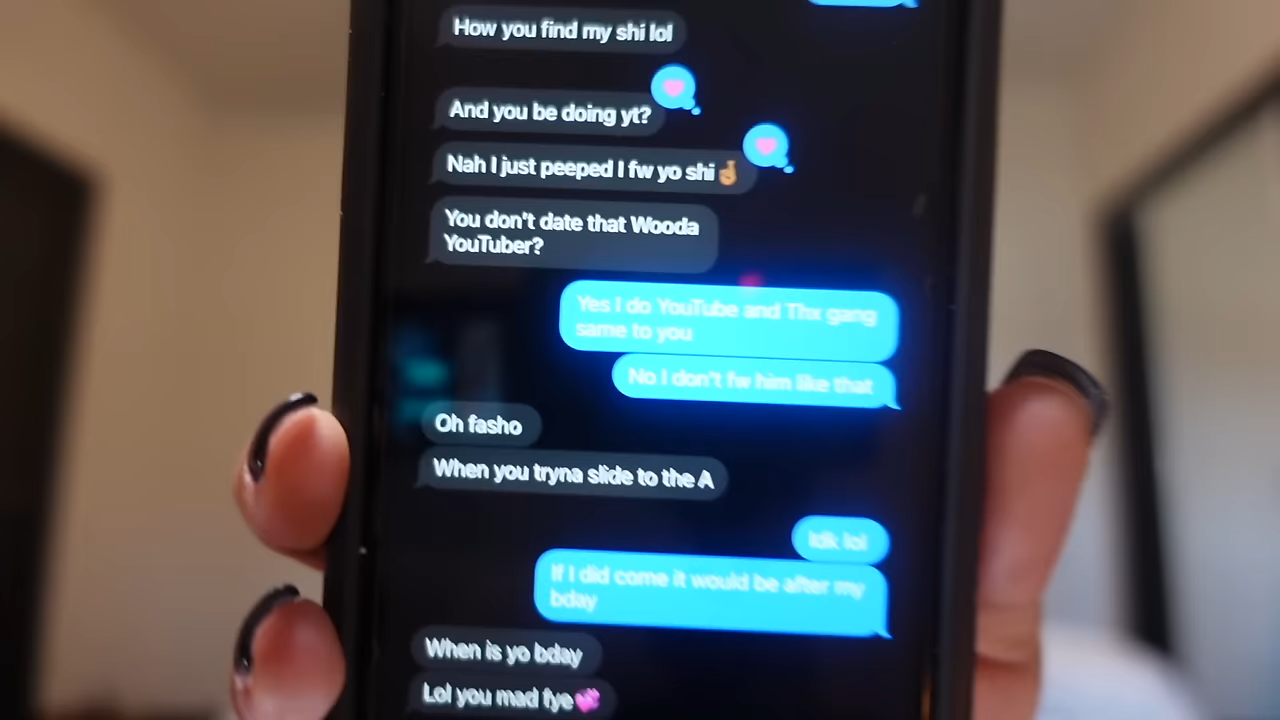 How you find my shi lol
And you be doing yt?
Nah I just peeped I fw yo shi🤞🏽
You don't date that Wooda
YouTuber?
Yes I do YouTube and Thx gang
same to you
No I don't fw him like that
Oh fasho
When you tryna slide to the A
Idk lol
If I did come it would be after my
bday
When is yo bday
Lol you mad fye💞